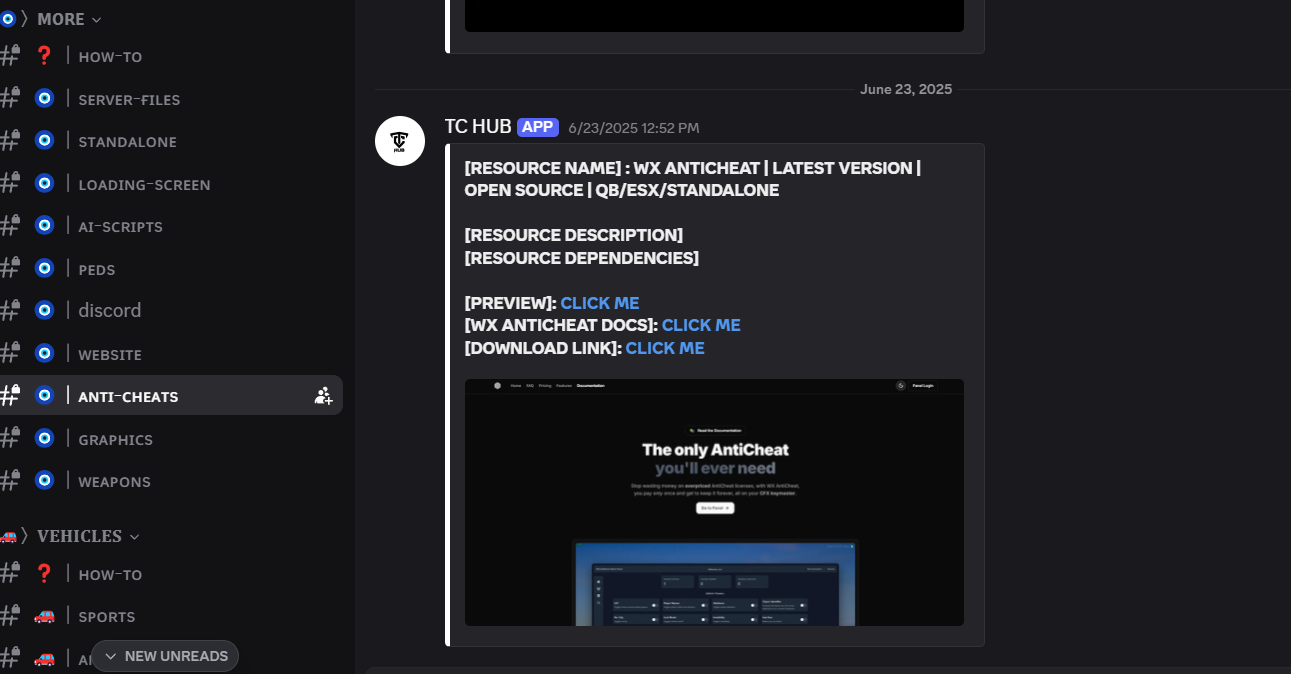 MORE
HOW-TO
SERVER-FILES
STANDALONE
LOADING-SCREEN
AI-SCRIPTS
PEDS
discord
WEBSITE
ANTI-CHEATS
GRAPHICS
WEAPONS
VEHICLES
HOW-TO
SPORTS
NEW UNREADS
June 23, 2025
TC HUB APP 6/23/2025 12:52 PM
[RESOURCE NAME] : WX ANTICHEAT | LATEST VERSION |
OPEN SOURCE | QB/ESX/STANDALONE
[RESOURCE DESCRIPTION]
[RESOURCE DEPENDENCIES]
[PREVIEW]: CLICK ME
[WX ANTICHEAT DOCS]: CLICK ME
[DOWNLOAD LINK]: CLICK ME
Home FAQ Pricing Features Documentation
Panel Login
Read the Documentation
The only AntiCheat
you'll ever need
Stop wasting money on overpriced AntiCheat licenses, with WX AntiCheat,
you pay only once and get to keep it forever, all on your CFX keymaster.
Go to Panel